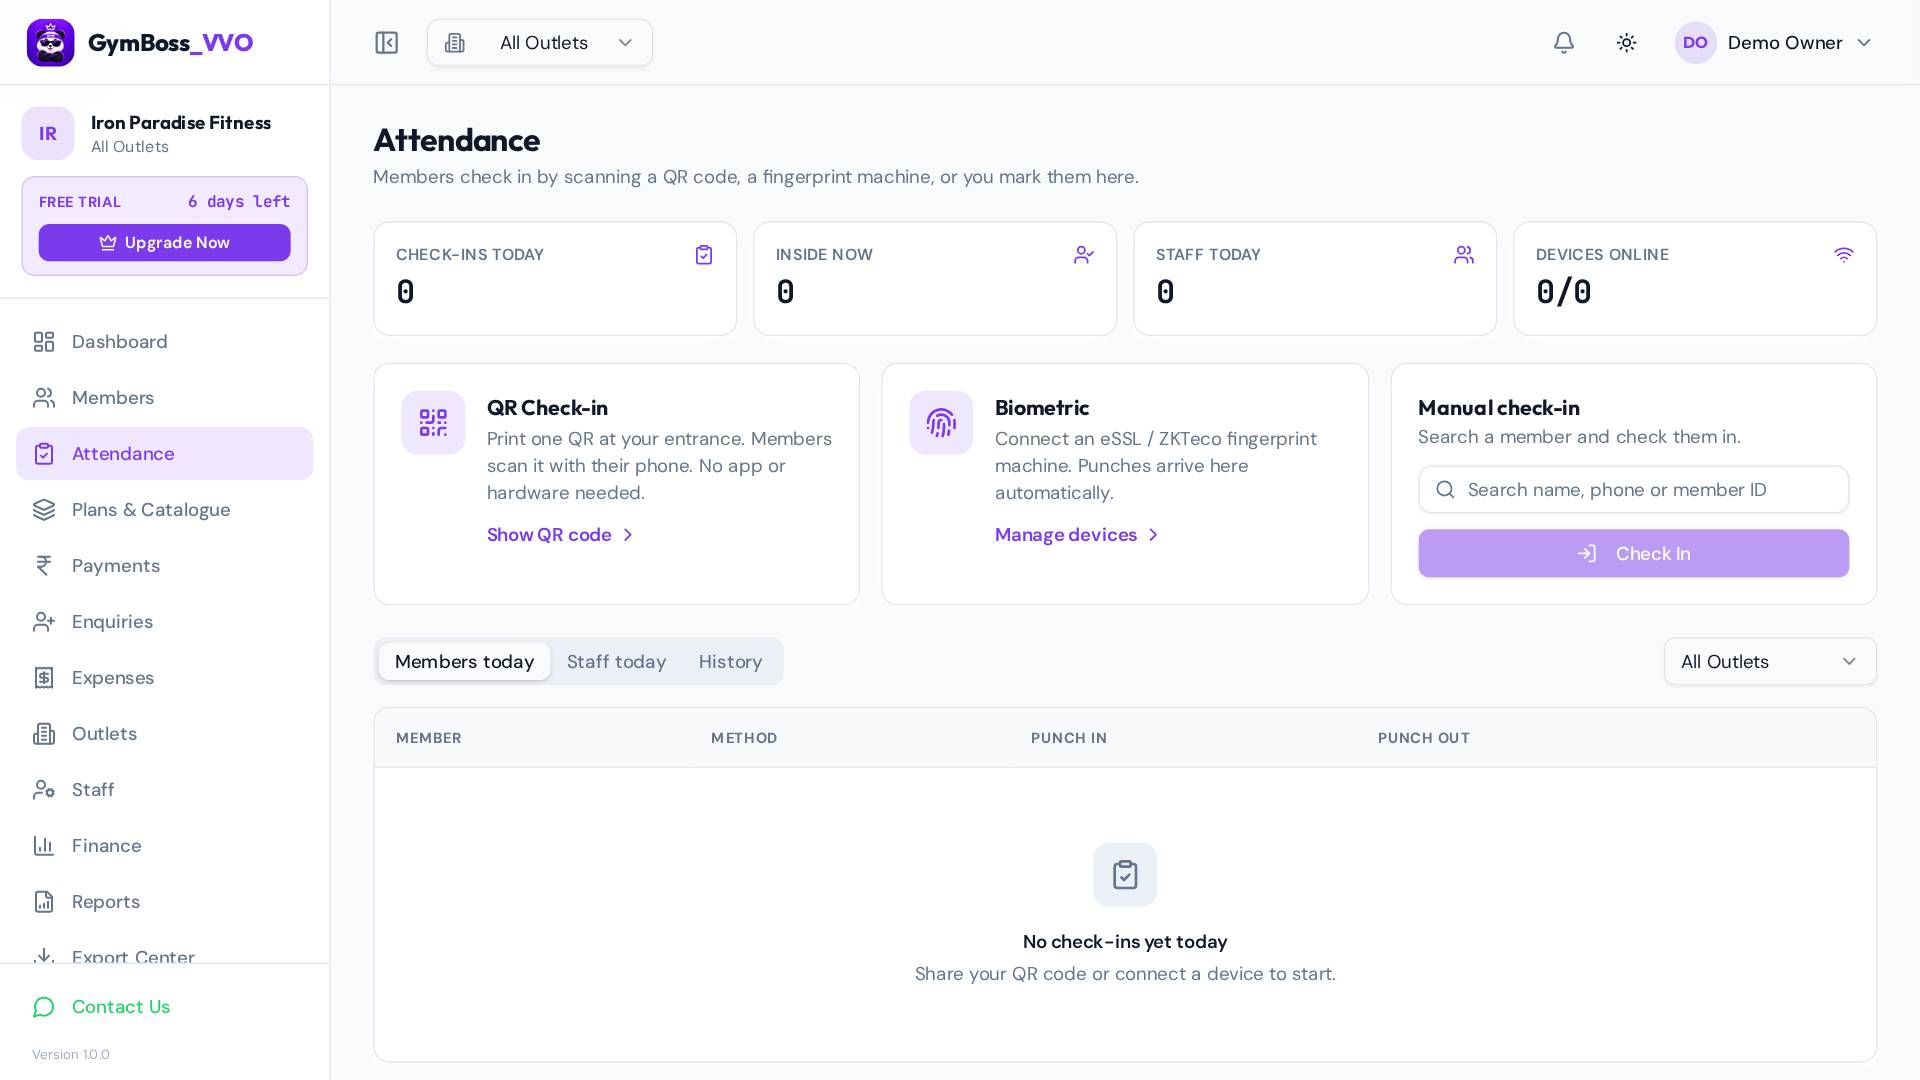 GymBoss_VVO
All Outlets
DO
Demo Owner
IR
Iron Paradise Fitness
All Outlets
FREE TRIAL
6 days left
Upgrade Now
Dashboard
Members
Attendance
Plans & Catalogue
Payments
Enquiries
Expenses
Outlets
Staff
Finance
Reports
Export Center
Contact Us
Version 1.0.0
Attendance
Members check in by scanning a QR code, a fingerprint machine, or you mark them here.
CHECK-INS TODAY
0
INSIDE NOW
0
STAFF TODAY
0
DEVICES ONLINE
0/0
QR Check-in
Print one QR at your entrance. Members
scan it with their phone. No app or
hardware needed.
Show QR code
Biometric
Connect an eSSL / ZKTeco fingerprint
machine. Punches arrive here
automatically.
Manage devices
Manual check-in
Search a member and check them in.
Search name, phone or member ID
Check In
Members today
Staff today
History
All Outlets
MEMBER
METHOD
PUNCH IN
PUNCH OUT
No check-ins yet today
Share your QR code or connect a device to start.